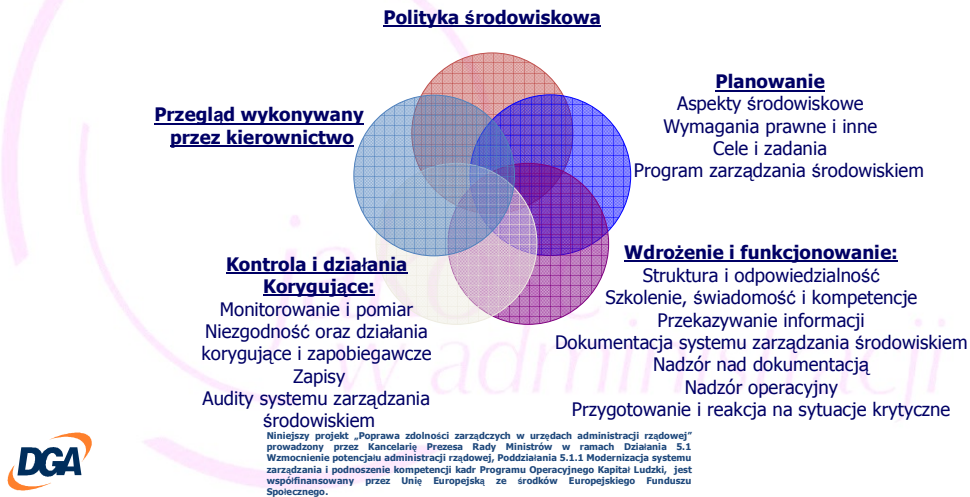 Polityka środowiskowa
Planowanie
Aspekty środowiskowe
Wymagania prawne i inne
Cele i zadania
Program zarządzania środowiskiem
Przegląd wykonywany
przez kierownictwo
Wdrożenie i funkcjonowanie:
Struktura i odpowiedzialność
Szkolenie, świadomość i kompetencje
Przekazywanie informacji
Dokumentacja systemu zarządzania środowiskiem
Nadzór nad dokumentacją
Nadzór operacyjny
Przygotowanie i reakcja na sytuacje krytyczne
Kontrola i działania
Korygujące:
Monitorowanie i pomiar
Niezgodność oraz działania
korygujące i zapobiegawcze
Zapisy
Audity systemu zarządzania
środowiskiem
w administracji
Niniejszy projekt „Poprawa zdolności zarządczych w urzędach administracji rządowej”
prowadzony przez Kancelarię Prezesa Rady Ministrów w ramach Działania 5.1
Wzmocnienie potencjału administracji rządowej, Poddziałania 5.1.1 Modernizacja systemu
zarządzania i podnoszenie kompetencji kadr Programu Operacyjnego Kapitał Ludzki, jest
współfinansowany przez Unię Europejską ze środków Europejskiego Funduszu
Społecznego.
DGA